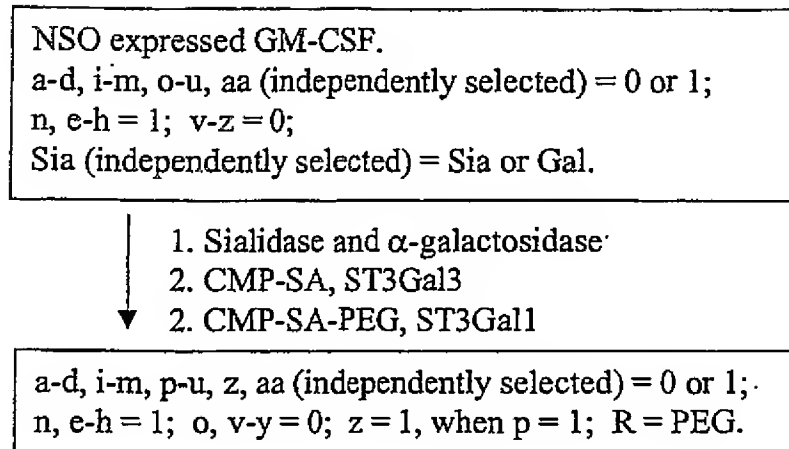 NSO expressed GM-CSF.
a-d, i-m, o-u, aa (independently selected) = 0 or 1;
n, e-h = 1; v-z = 0;
Sia (independently selected) = Sia or Gal.
1. Sialidase and α-galactosidase
2. CMP-SA, ST3Gal3
2. CMP-SA-PEG, ST3Gal1
a-d, i-m, p-u, z, aa (independently selected) = 0 or 1;
n, e-h = 1; o, v-y = 0; z = 1, when p = 1; R = PEG.